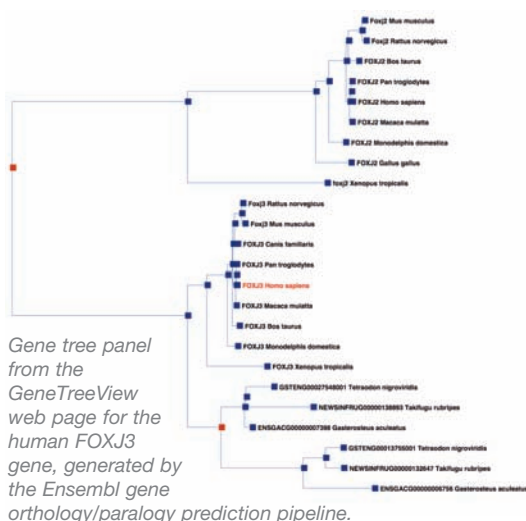 Foxj2 Mus musculus
Foxj2 Rattus norvegicus
FOXJ2 Bos taurus
FOXJ2 Pan troglodytes
FOXJ2 Homo sapiens
FOXJ2 Macaca mulatta
FOXJ2 Monodelphis domestica
FOXJ2 Gallus gallus
foxj2 Xenopus tropicalis
Foxj3 Rattus norvegicus
Foxj3 Mus musculus
FOXJ3 Canis familiaris
FOXJ3 Pan troglodytes
FOXJ3 Homo sapiens
FOXJ3 Macaca mulatta
FOXJ3 Bos taurus
FOXJ3 Monodelphis domestica
FOXJ3 Xenopus tropicalis
GSTENG00027548001 Tetraodon nigroviridis
NEWSINFRUG00000138863 Takifugu rubripes
ENSGACG00000007398 Gasterosteus aculeatus
GSTENG00013755001 Tetraodon nigroviridis
NEWSINFRUG00000132647 Takifugu rubripes
ENSGACG00000006756 Gasterosteus aculeatus
Gene tree panel
from the
GeneTreeView
web page for the
human FOXJ3
gene, generated by
the Ensembl gene
orthology/paralogy prediction pipeline.